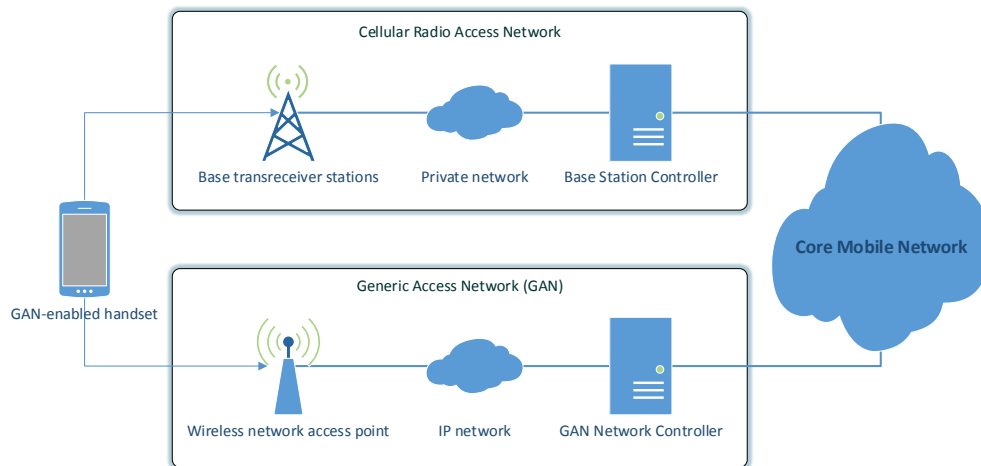 Cellular Radio Access Network
Base transreceiver stations
Private network
Base Station Controller
Core Mobile Network
GAN-enabled handset
Generic Access Network (GAN)
Wireless network access point
IP network
GAN Network Controller